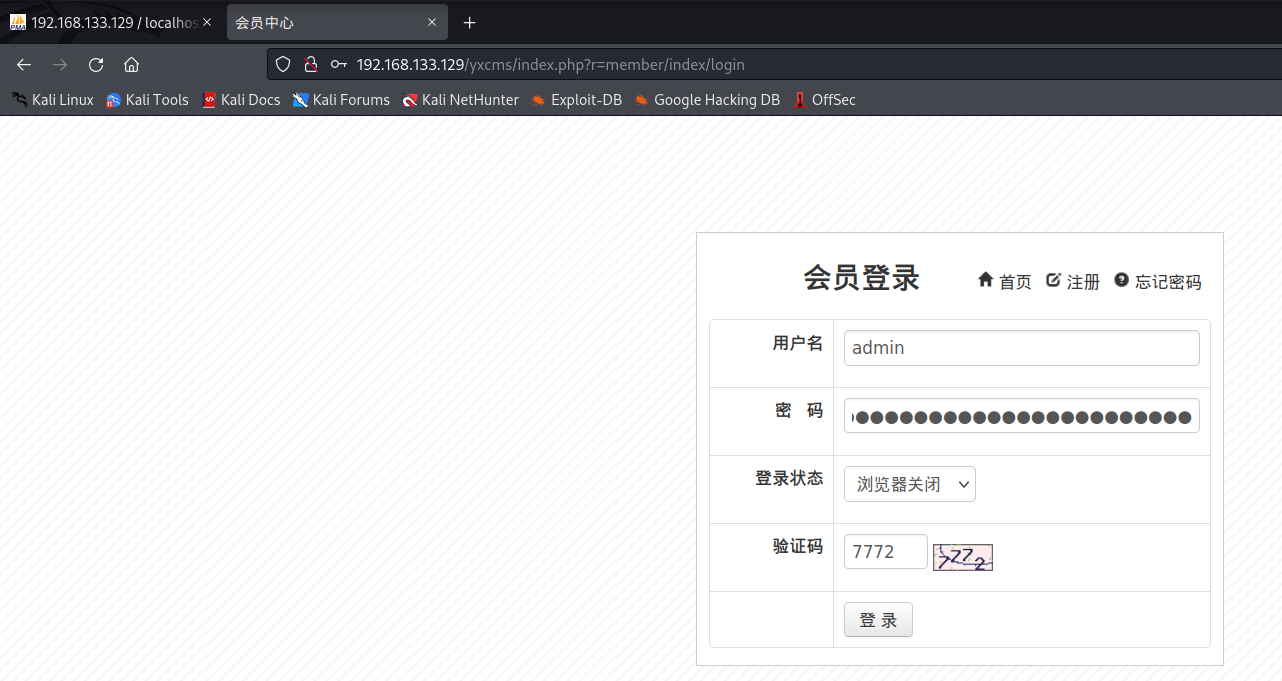 192.168.133.129 / localhos
会员中心
192.168.133.129/yxcms/index.php?r=member/index/login
Kali Linux Kali Tools Kali Docs Kali Forums Kali NetHunter Exploit-DB Google Hacking DB OffSec
会员登录 首页 注册 忘记密码
用户名 admin
密 码
登录状态 浏览器关闭
验证码 7772 7772
登 录